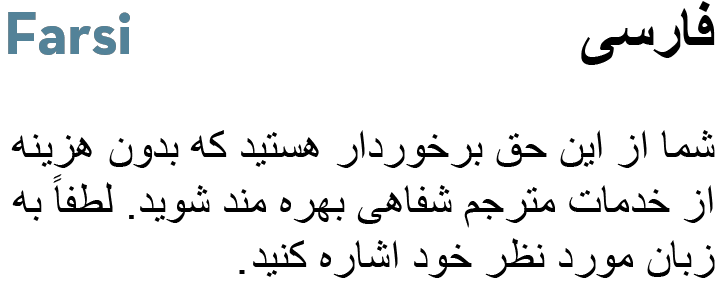 Farsi
فارسی
شما از این حق برخوردار هستید که بدون هزینه
از خدمات مترجم شفاهی بهره مند شوید. لطفاً به
زبان مورد نظر خود اشاره کنید.